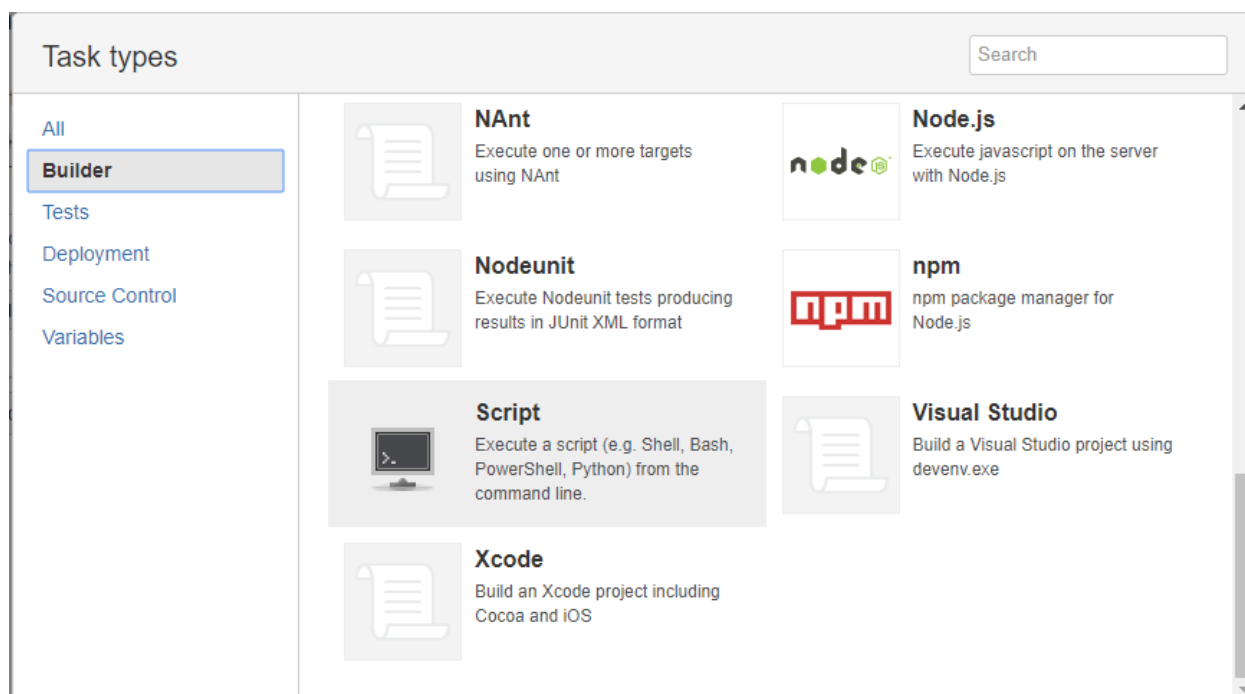 Task types
Search
All
Builder
Tests
Deployment
Source Control
Variables
NAnt
Execute one or more targets
using NAnt
node JS
Node.js
Execute javascript on the server
with Node.js
Nodeunit
Execute Nodeunit tests producing
results in JUnit XML format
npm
npm
npm package manager for
Node.js
>_
Script
Execute a script (e.g. Shell, Bash,
PowerShell, Python) from the
command line.
Visual Studio
Build a Visual Studio project using
devenv.exe
Xcode
Build an Xcode project including
Cocoa and iOS